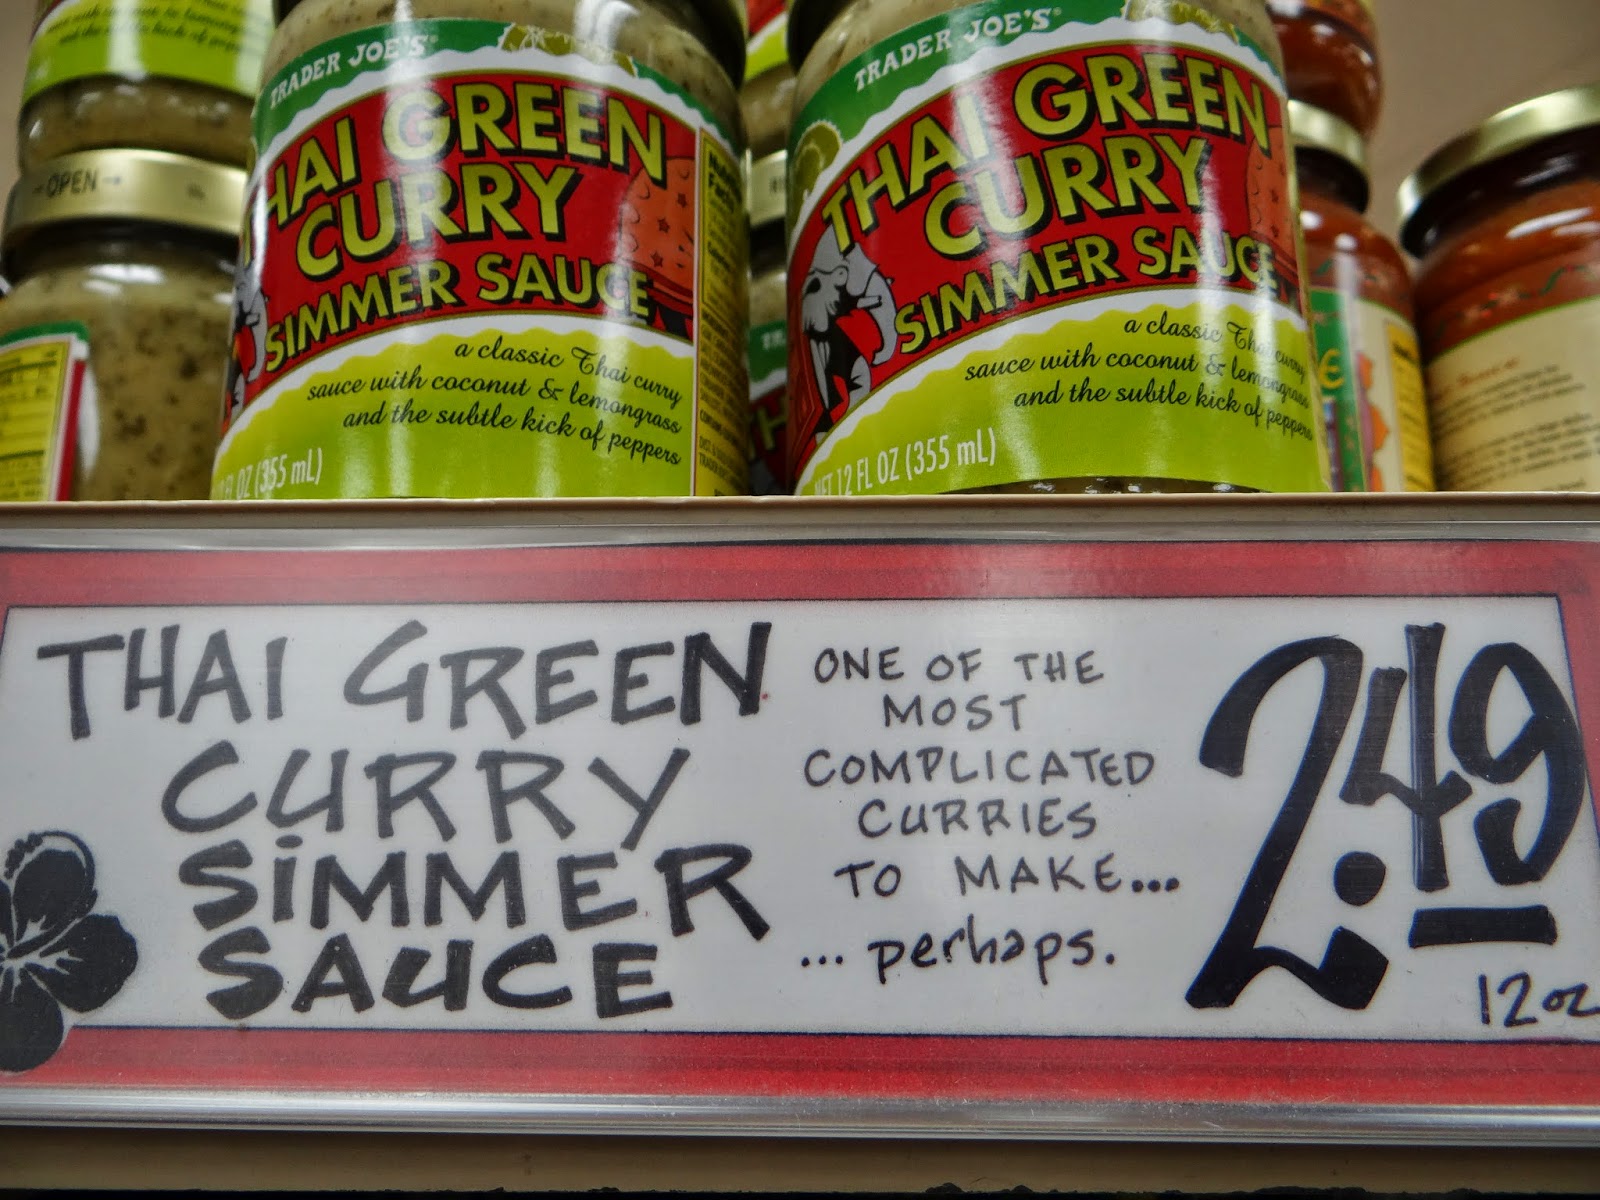 OPEN
TRADER JOE'S
THAI GREEN
CURRY
SIMMER SAUCE
a classic Thai curry
sauce with coconut & lemongrass
and the subtle kick of peppers
FL OZ (355 mL)
TRADER JOE'S
THAI GREEN
CURRY
SIMMER SAUCE
a classic Thai curry
sauce with coconut & lemongrass
and the subtle kick of peppers
NET 12 FL OZ (355 mL)
THAI GREEN
CURRY
SIMMER
SAUCE
ONE OF THE
MOST
COMPLICATED
CURRIES
TO MAKE...
... perhaps.
2.49
12 oz